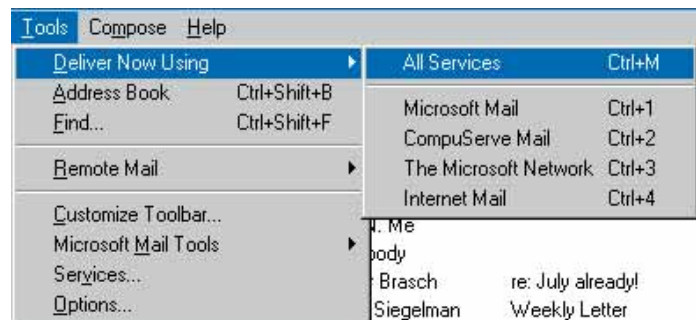 Tools Compose Help
Deliver Now Using
Address Book Ctrl+Shift+B
Find... Ctrl+Shift+F
Remote Mail
Customize Toolbar...
Microsoft Mail Tools
Services...
Options...
All Services Ctrl+M
Microsoft Mail Ctrl+1
CompuServe Mail Ctrl+2
The Microsoft Network Ctrl+3
Internet Mail Ctrl+4
. Me
body
Brasch re: July already!
Siegelman Weekly Letter